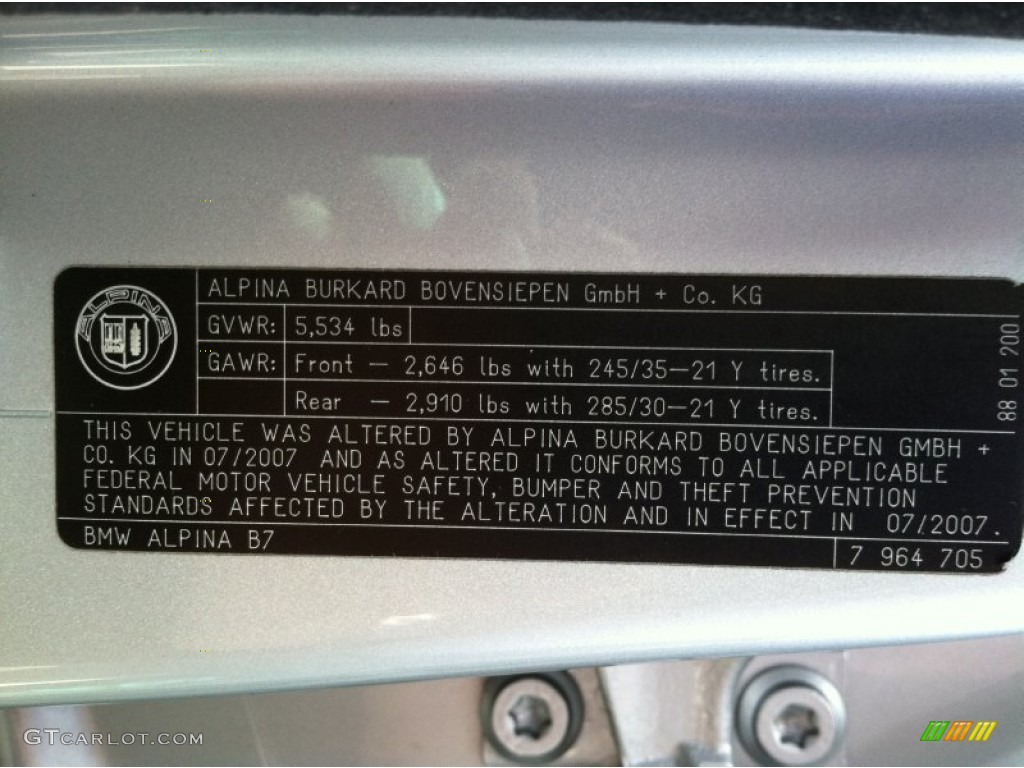 ALPINA
ALPINA BURKARD BOVENSIEPEN GmbH + Co. KG
GVWR: 5,534 lbs
GAWR: Front – 2,646 lbs with 245/35–21 Y tires.
Rear – 2,910 lbs with 285/30–21 Y tires.
88 01 200
THIS VEHICLE WAS ALTERED BY ALPINA BURKARD BOVENSIEPEN GMBH +
CO. KG IN 07/2007 AND AS ALTERED IT CONFORMS TO ALL APPLICABLE
FEDERAL MOTOR VEHICLE SAFETY, BUMPER AND THEFT PREVENTION
STANDARDS AFFECTED BY THE ALTERATION AND IN EFFECT IN 07/2007.
BMW ALPINA B7
7 964 705
GTCARLOT.COM